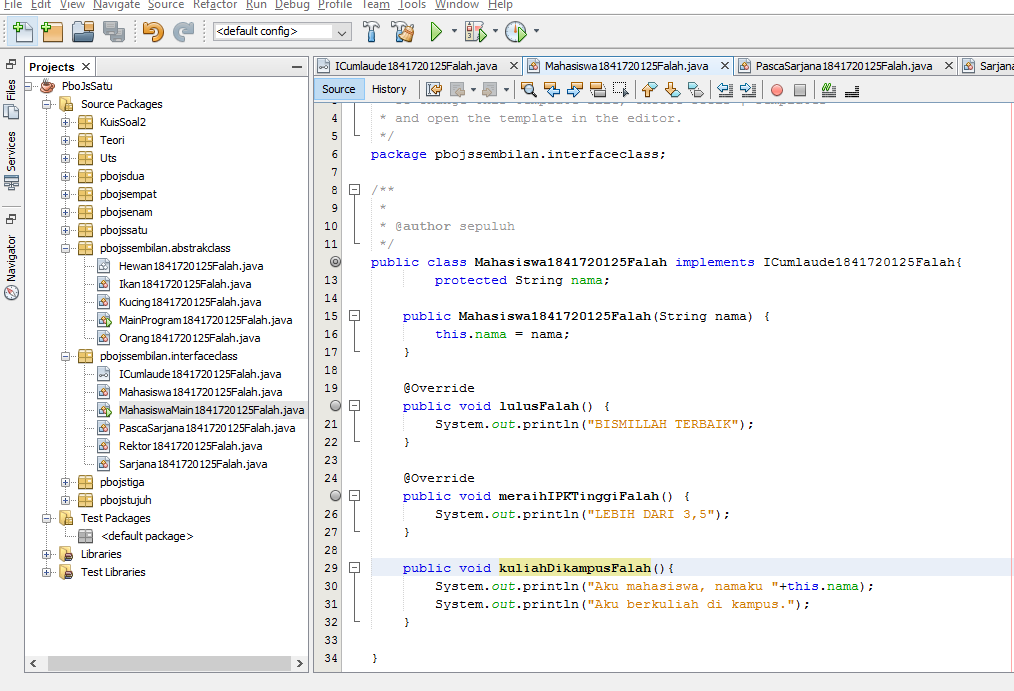 File Edit View Navigate Source Refactor Run Debug Profile Team Tools Window Help
<default config>
Files
Services
Navigator
Projects
PboJsSatu
Source Packages
KuisSoal2
Teori
Uts
pbojsdua
pbojsempat
pbojsenam
pbojssatu
pbojssembilan.abstrakclass
Hewan1841720125Falah.java
Ikan1841720125Falah.java
Kucing1841720125Falah.java
MainProgram1841720125Falah.java
Orang1841720125Falah.java
pbojssembilan.interfaceclass
ICumlaude1841720125Falah.java
Mahasiswa1841720125Falah.java
MahasiswaMain1841720125Falah.java
PascaSarjana1841720125Falah.java
Rektor1841720125Falah.java
Sarjana1841720125Falah.java
pbojstiga
pbojstujuh
Test Packages
<default package>
Libraries
Test Libraries
ICumlaude1841720125Falah.java Mahasiswa1841720125Falah.java PascaSarjana1841720125Falah.java Sarjana
Source History
4 * and open the template in the editor.
5 */
6 package pbojssembilan.interfaceclass;
7
8 /**
9 *
10 * @author sepuluh
11 */
public class Mahasiswa1841720125Falah implements ICumlaude1841720125Falah{
13 protected String nama;
14
15 public Mahasiswa1841720125Falah(String nama) {
16 this.nama = nama;
17 }
18
19 @Override
public void lulusFalah() {
21 System.out.println("BISMILLAH TERBAIK");
22 }
23
24 @Override
public void meraihIPKTinggiFalah() {
26 System.out.println("LEBIH DARI 3,5");
27 }
28
29 public void kuliahDikampusFalah(){
30 System.out.println("Aku mahasiswa, namaku "+this.nama);
31 System.out.println("Aku berkuliah di kampus.");
32 }
33
34 }